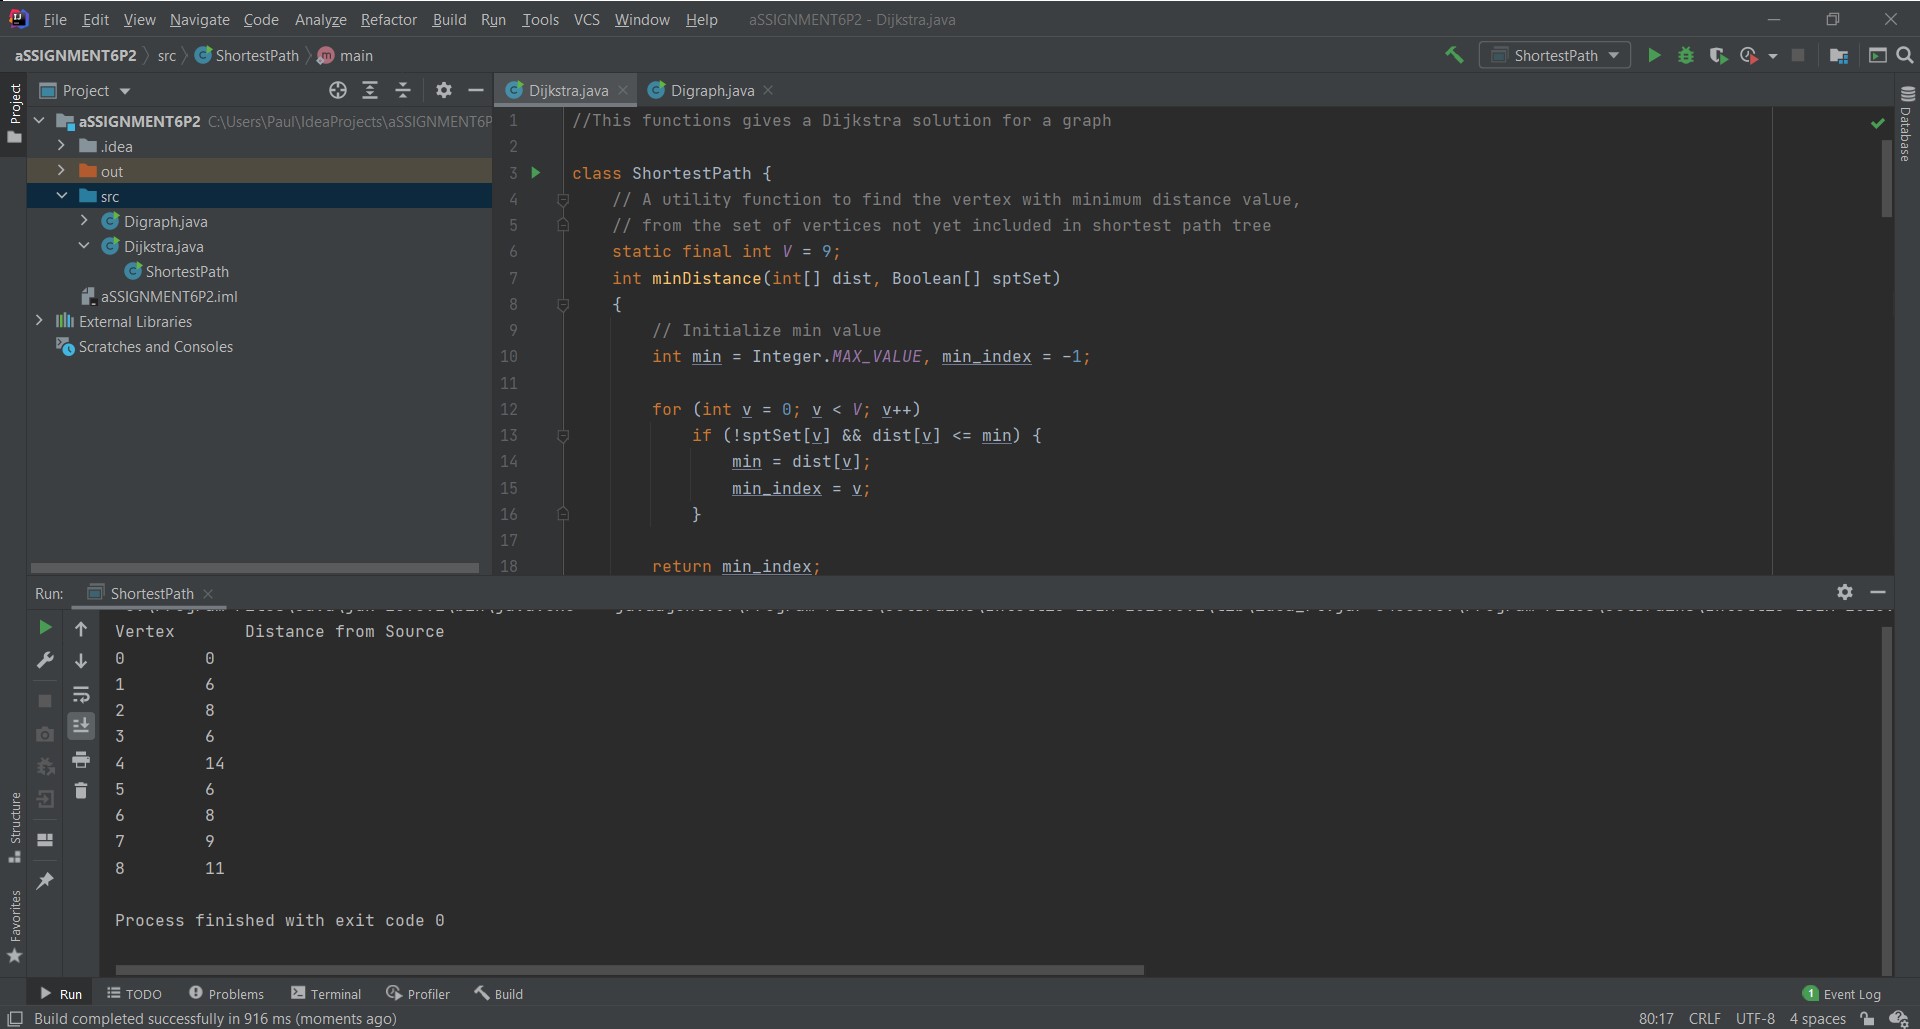 File Edit View Navigate Code Analyze Refactor Build Run Tools VCS Window Help aSSIGNMENT6P2 - Dijkstra.java
aSSIGNMENT6P2 src ShortestPath main ShortestPath
Project
Project
Dijkstra.java Digraph.java
Database
aSSIGNMENT6P2 C:\Users\Paul\IdeaProjects\aSSIGNMENT6P
.idea
out
src
Digraph.java
Dijkstra.java
ShortestPath
aSSIGNMENT6P2.iml
External Libraries
Scratches and Consoles
1 //This functions gives a Dijkstra solution for a graph
2
3 class ShortestPath {
4 // A utility function to find the vertex with minimum distance value,
5 // from the set of vertices not yet included in shortest path tree
6 static final int V = 9;
7 int minDistance(int[] dist, Boolean[] sptSet)
8 {
9 // Initialize min value
10 int min = Integer.MAX_VALUE, min_index = -1;
11
12 for (int v = 0; v < V; v++)
13 if (!sptSet[v] && dist[v] <= min) {
14 min = dist[v];
15 min_index = v;
16 }
17
18 return min_index;
Run: ShortestPath
Vertex Distance from Source
0 0
1 6
2 8
3 6
4 14
5 6
6 8
7 9
8 11
Process finished with exit code 0
Structure
Favorites
Run TODO Problems Terminal Profiler Build 1 Event Log
Build completed successfully in 916 ms (moments ago) 80:17 CRLF UTF-8 4 spaces